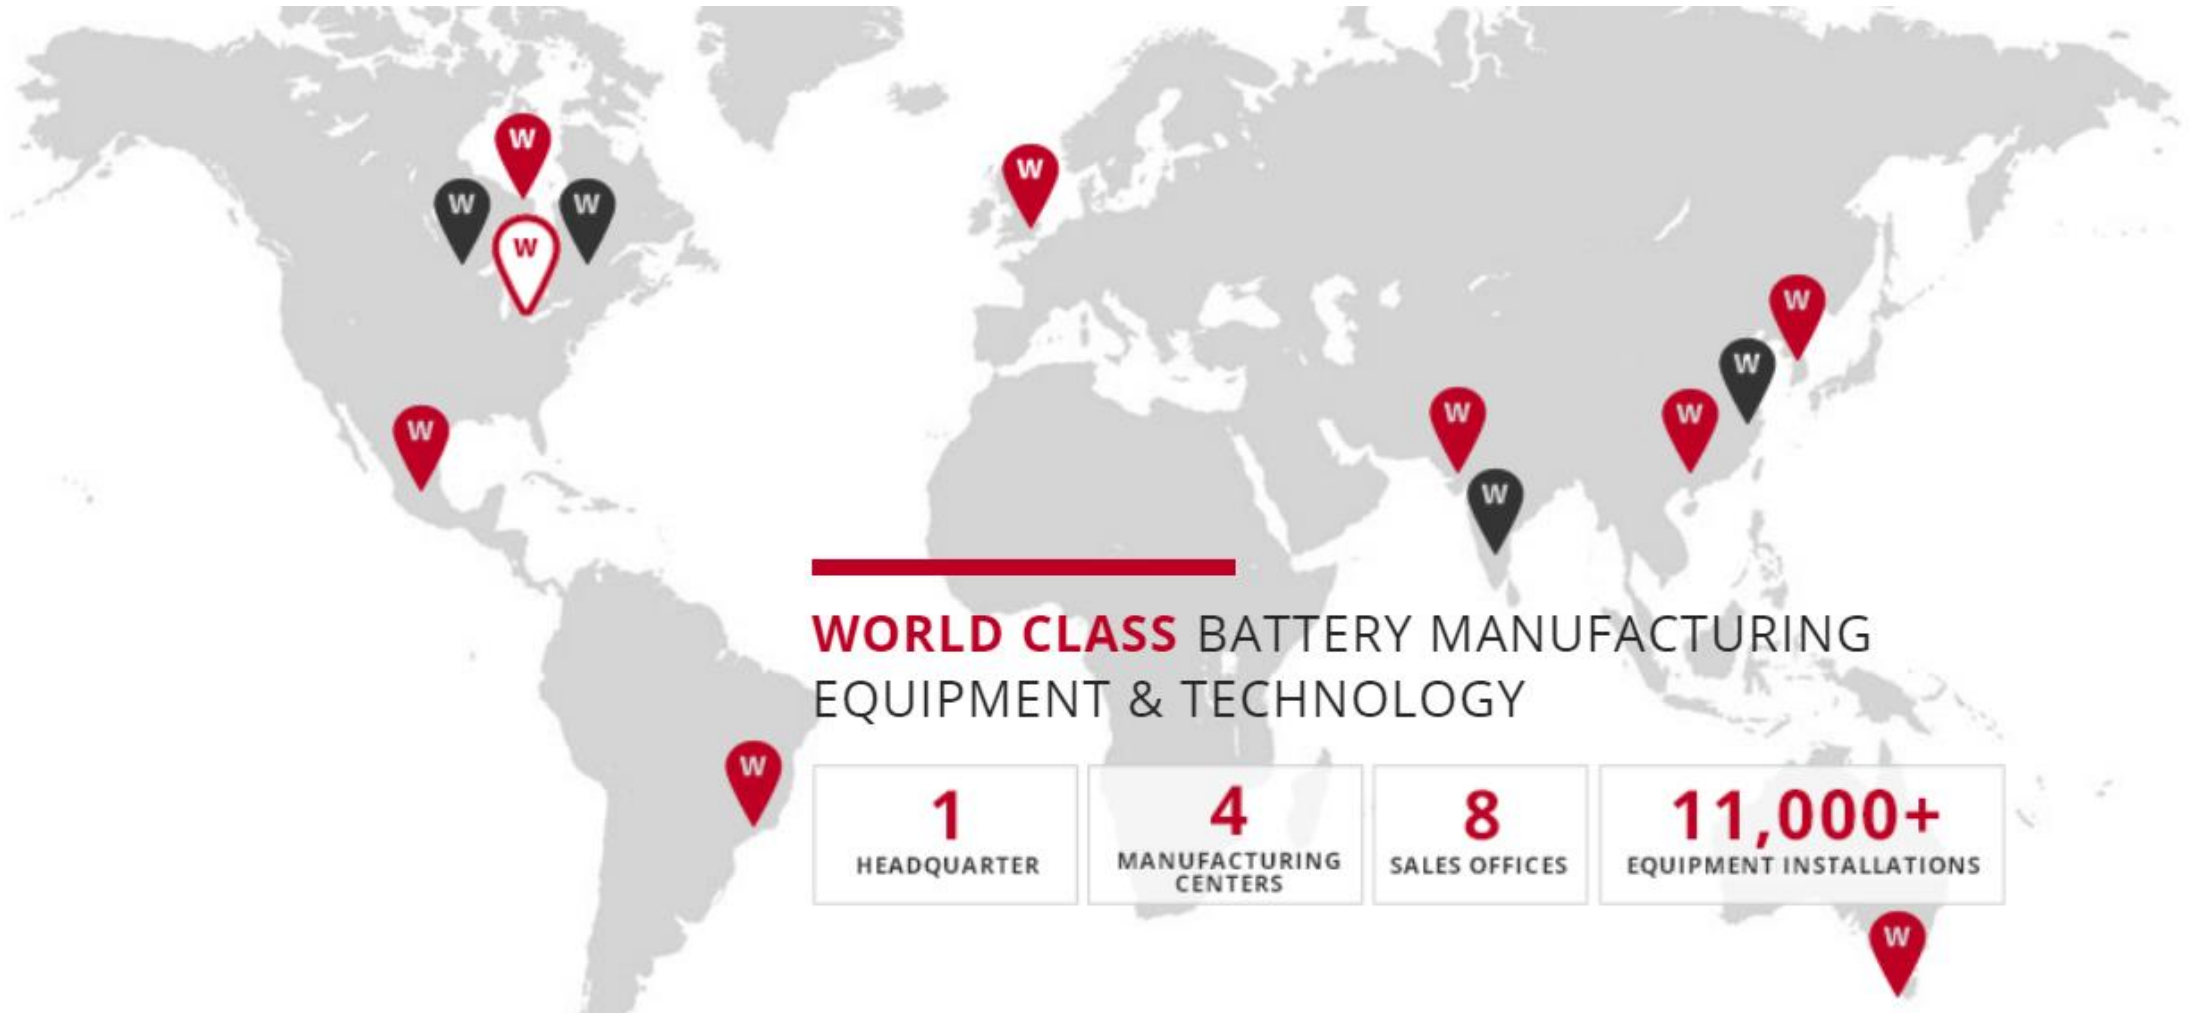 W
W
W
W
W
W
W
W
W
W
W
W
WORLD CLASS BATTERY MANUFACTURING
EQUIPMENT & TECHNOLOGY
W
1
HEADQUARTER
4
MANUFACTURING
CENTERS
8
SALES OFFICES
11,000+
EQUIPMENT INSTALLATIONS
W